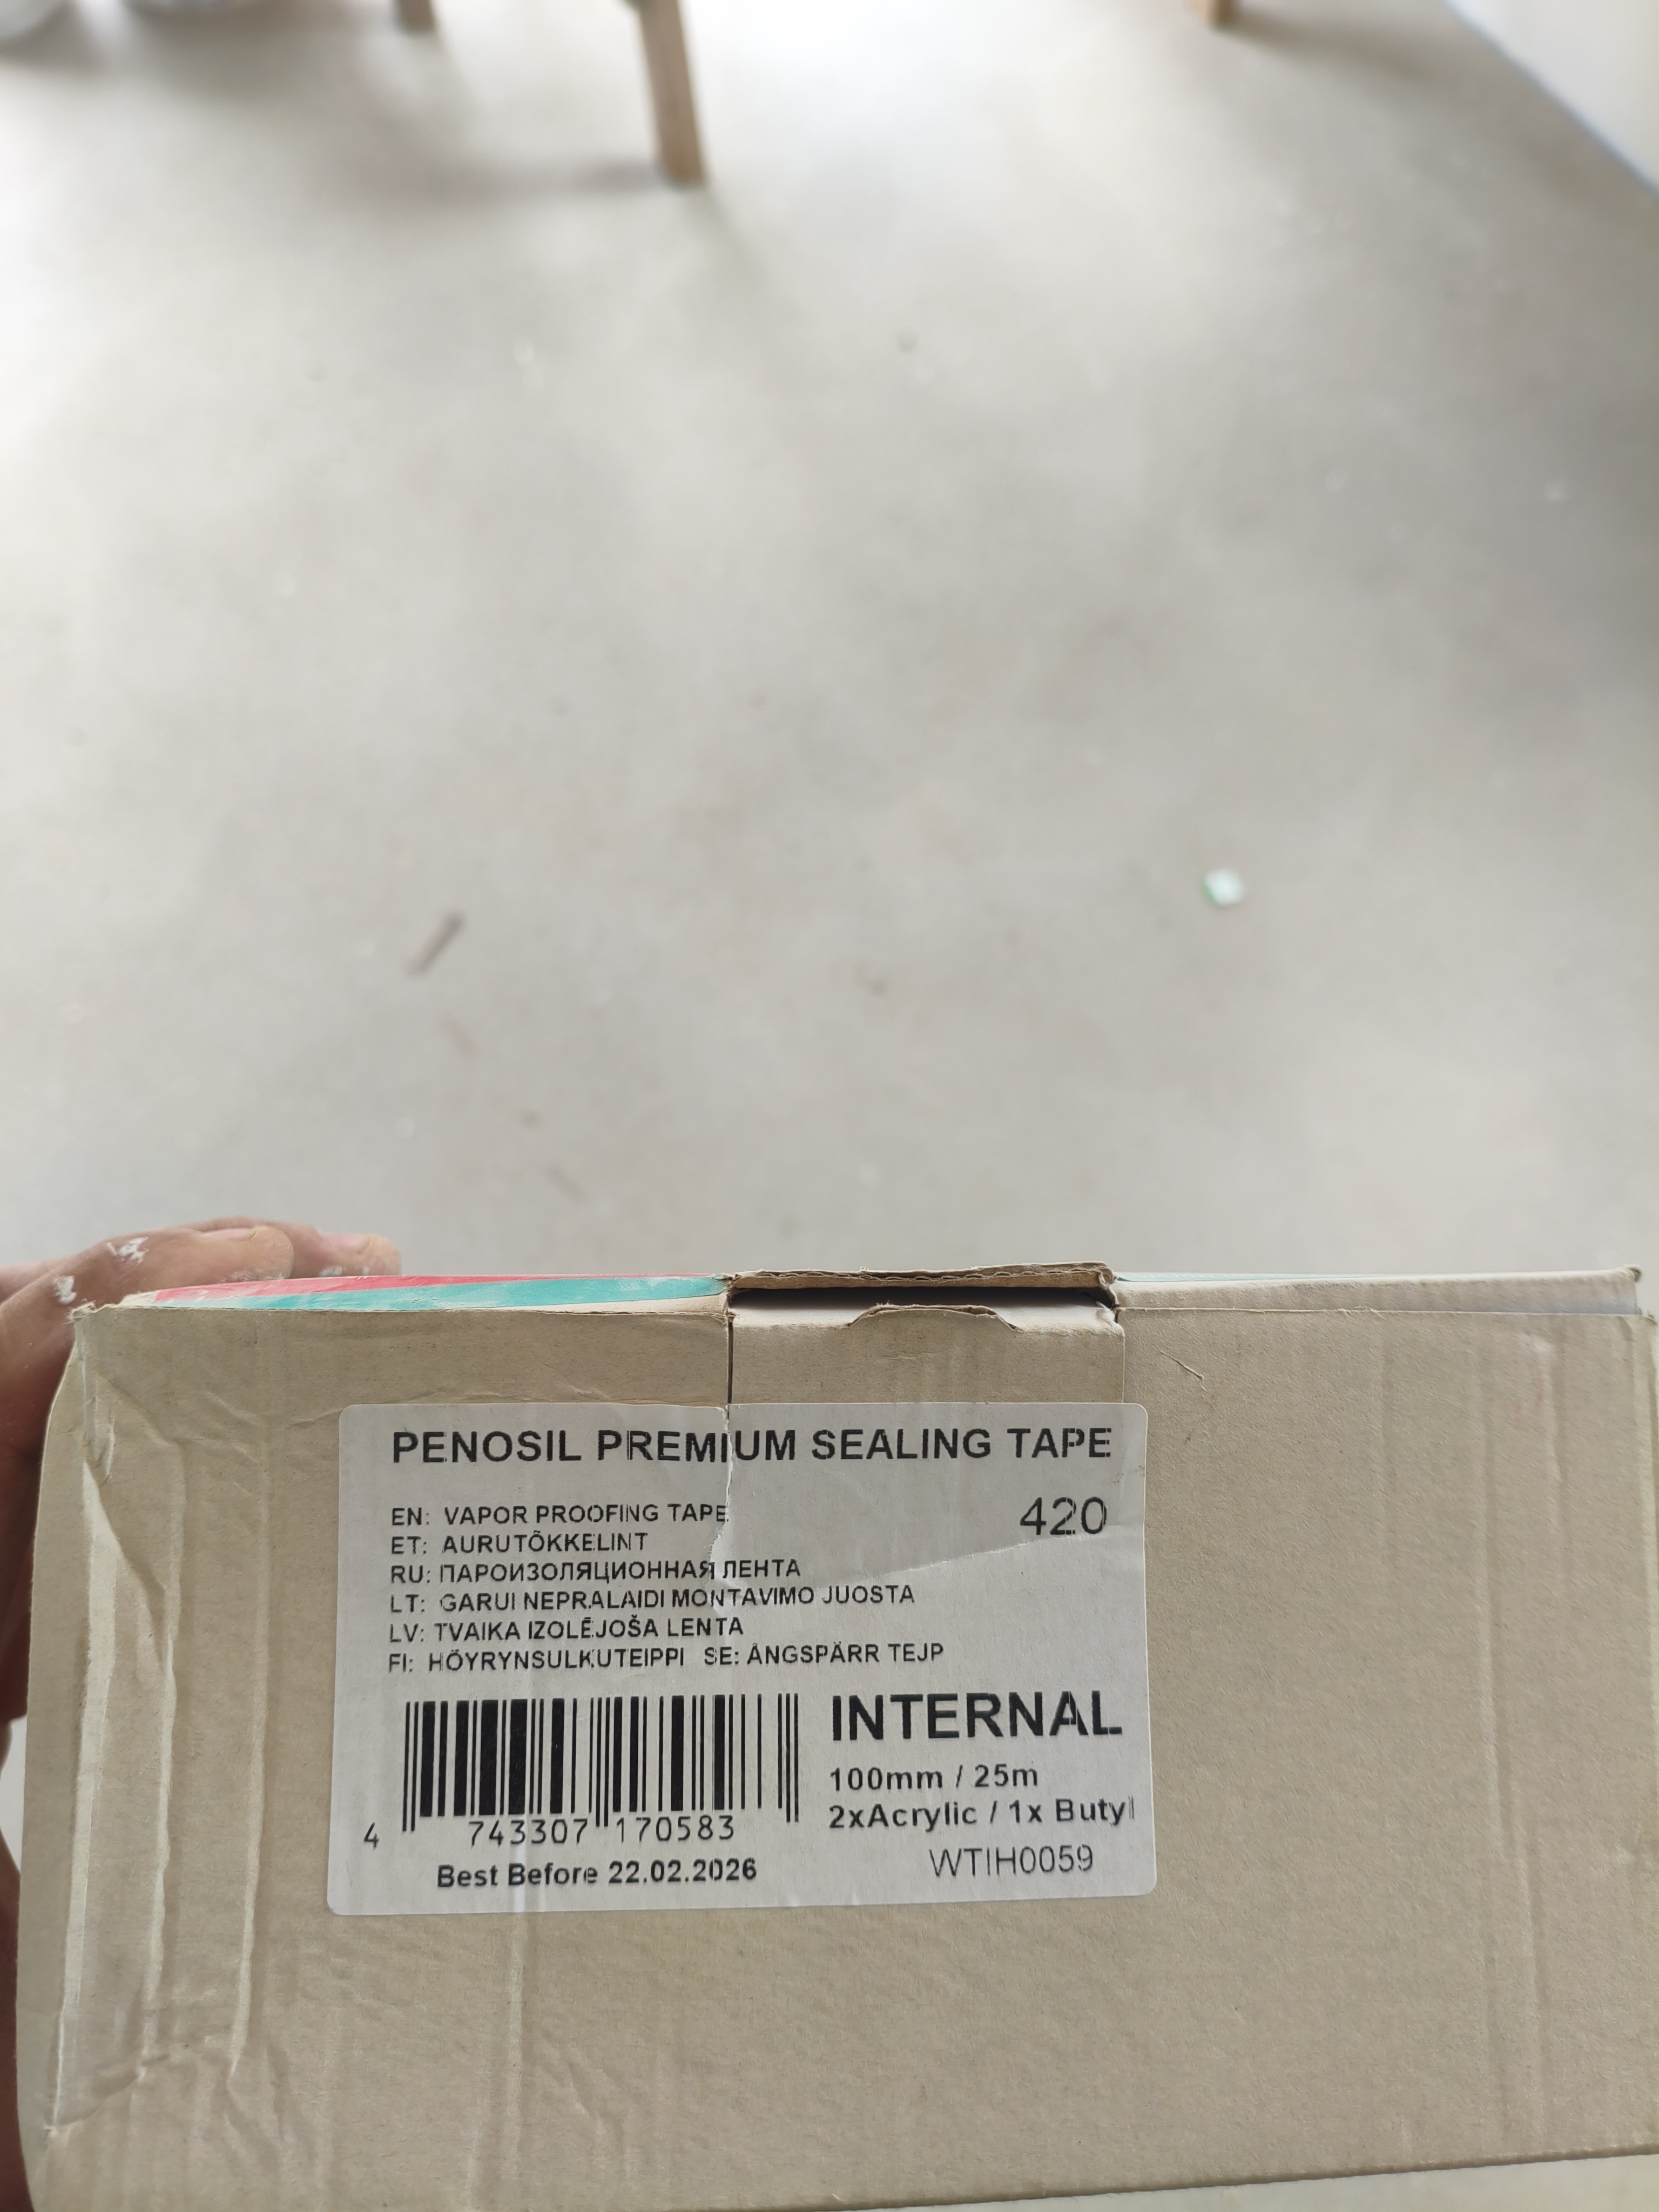 PENOSIL PREMIUM SEALING TAPE
EN: VAPOR PROOFING TAPE 420
ET: AURUTÕKKELINT
RU: ПАРОИЗОЛЯЦИОННАЯ ЛЕНТА
LT: GARUI NEPRALAIDI MONTAVIMO JUOSTA
LV: TVAIKA IZOLĒJOŠA LENTA
FI: HÖYRYNSULKUTEIPPI SE: ÅNGSPÄRR TEJP
INTERNAL
100mm / 25m
2xAcrylic / 1x Butyl
4 743307 170583
Best Before 22.02.2026 WTIH0059